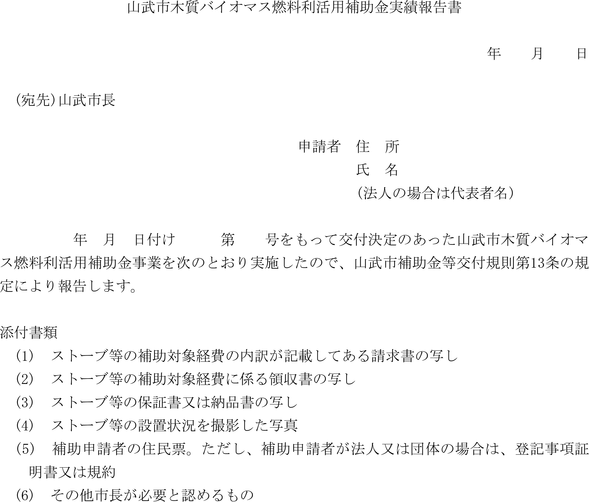 山武市木質バイオマス燃料利活用補助金実績報告書
年　　月　　日
(宛先)山武市長
申請者　住　所
氏　名
(法人の場合は代表者名)
年　月　日付け　　　第　　号をもって交付決定のあった山武市木質バイオマ
ス燃料利活用補助金事業を次のとおり実施したので、山武市補助金等交付規則第13条の規
定により報告します。
添付書類
(1)　ストーブ等の補助対象経費の内訳が記載してある請求書の写し
(2)　ストーブ等の補助対象経費に係る領収書の写し
(3)　ストーブ等の保証書又は納品書の写し
(4)　ストーブ等の設置状況を撮影した写真
(5)　補助申請者の住民票。ただし、補助申請者が法人又は団体の場合は、登記事項証
明書又は規約
(6)　その他市長が必要と認めるもの